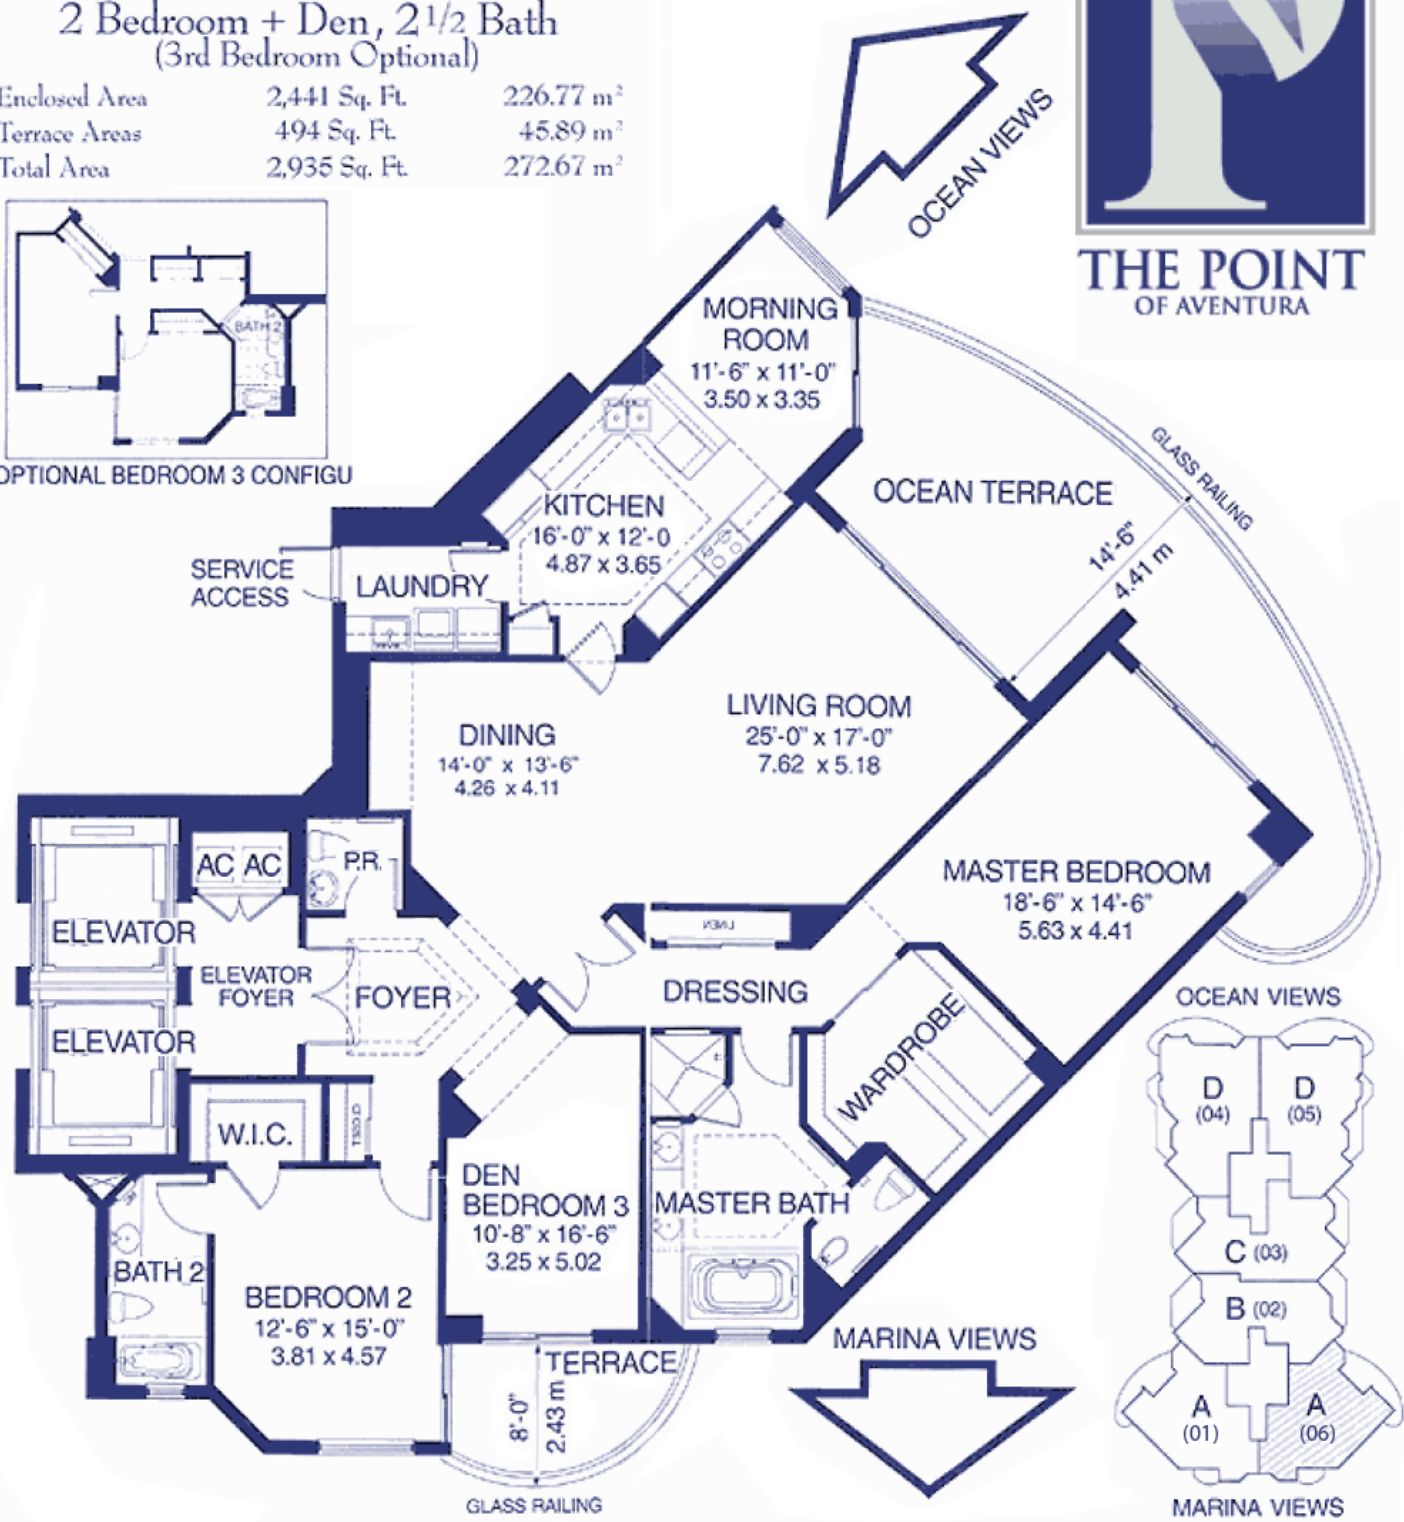 2 Bedroom + Den, 2 1/2 Bath
(3rd Bedroom Optional)
Enclosed Area 2,441 Sq. Ft. 226.77 m²
Terrace Areas 494 Sq. Ft. 45.89 m²
Total Area 2,935 Sq. Ft. 272.67 m²
OCEAN VIEWS
THE POINT
OF AVENTURA
BATH 2
OPTIONAL BEDROOM 3 CONFIGU
MORNING
ROOM
11'-6" x 11'-0"
3.50 x 3.35
GLASS RAILING
OCEAN TERRACE
14'-6"
4.41 m
KITCHEN
16'-0" x 12'-0
4.87 x 3.65
SERVICE
ACCESS
LAUNDRY
LIVING ROOM
25'-0" x 17'-0"
7.62 x 5.18
DINING
14'-0" x 13'-6"
4.26 x 4.11
AC AC
P.R.
MASTER BEDROOM
18'-6" x 14'-6"
5.63 x 4.41
ELEVATOR
LINEN
ELEVATOR
FOYER
FOYER
DRESSING
ELEVATOR
WARDROBE
W.I.C.
CLOSET
DEN
BEDROOM 3
10'-8" x 16'-6"
3.25 x 5.02
MASTER BATH
BATH 2
BEDROOM 2
12'-6" x 15'-0"
3.81 x 4.57
TERRACE
8'-0"
2.43 m
GLASS RAILING
MARINA VIEWS
OCEAN VIEWS
D
(04)
D
(05)
C (03)
B (02)
A
(01)
A
(06)
MARINA VIEWS